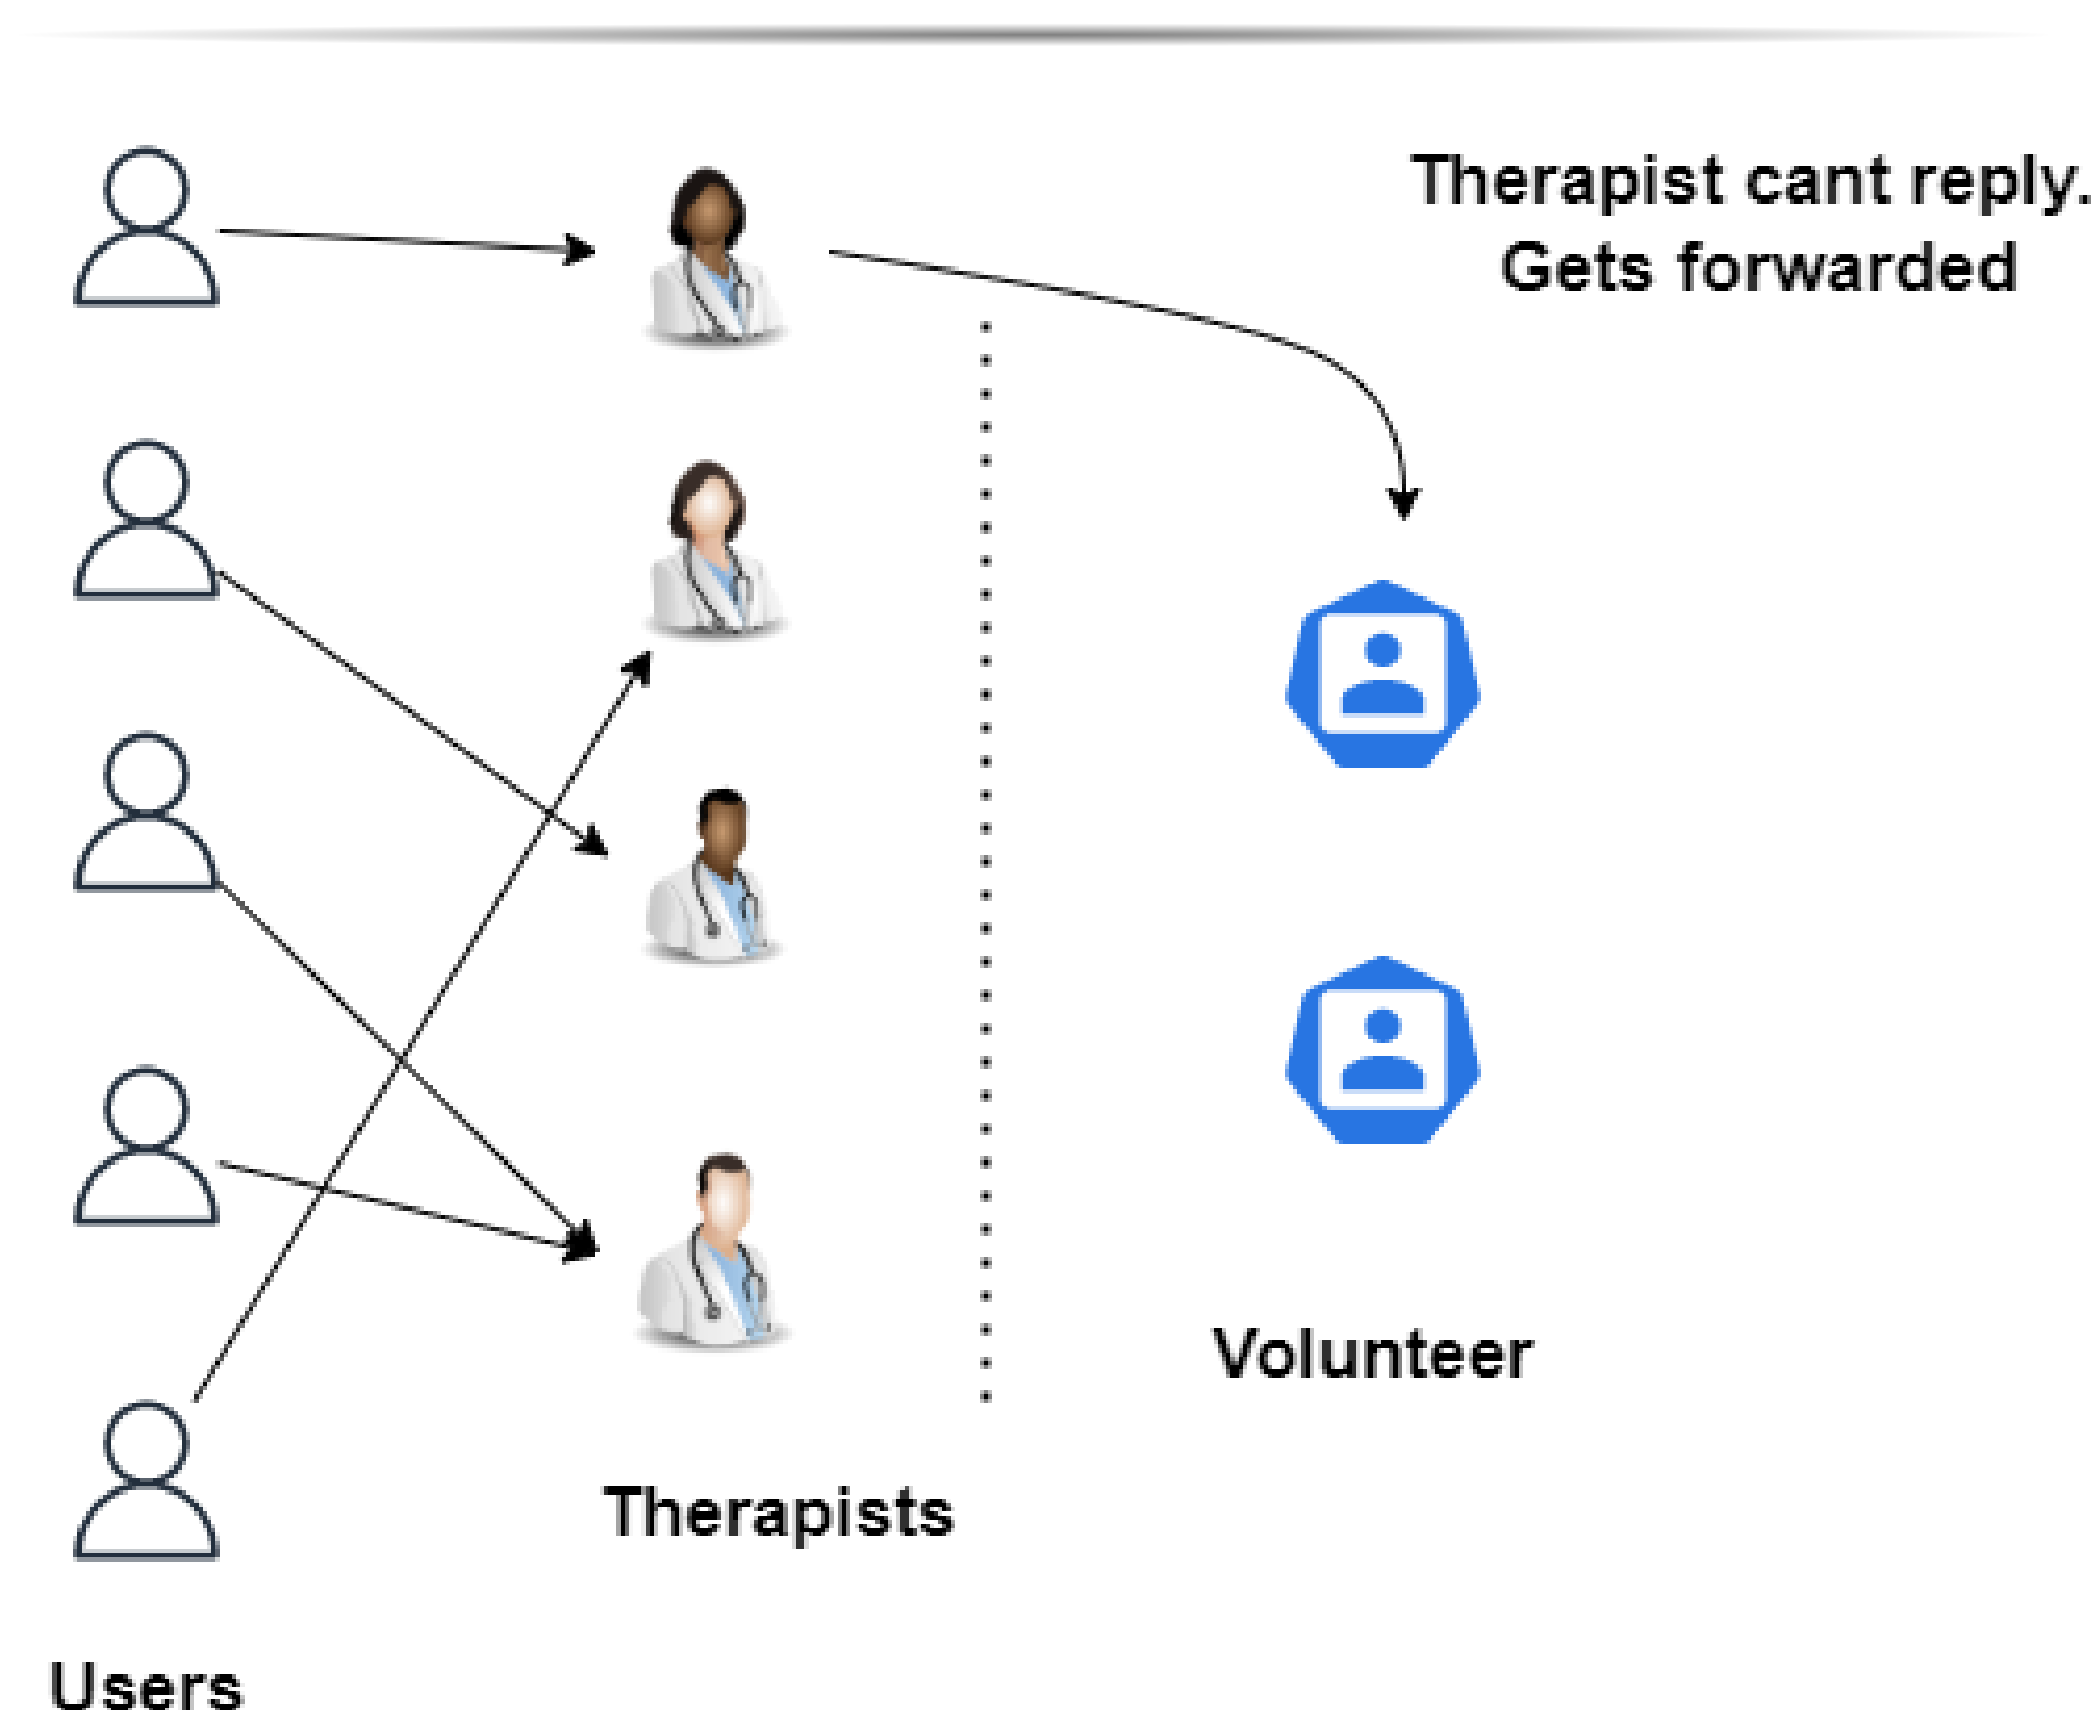 Therapist cant reply.
Gets forwarded
Volunteer
Therapists
Users